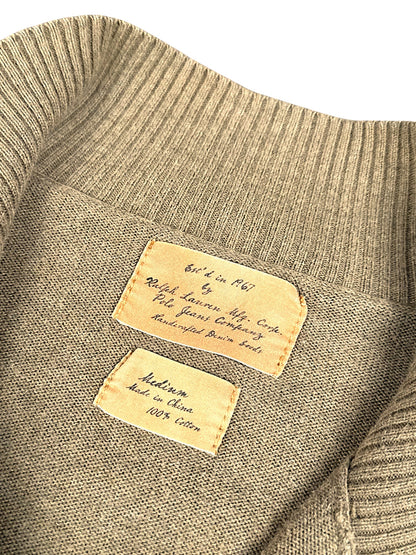 Est'd in 1967
by
Ralph Lauren Mfg. Corp.
Polo Jeans Company
Handcrafted Denim Goods
Medium
Made in China
100% Cotton